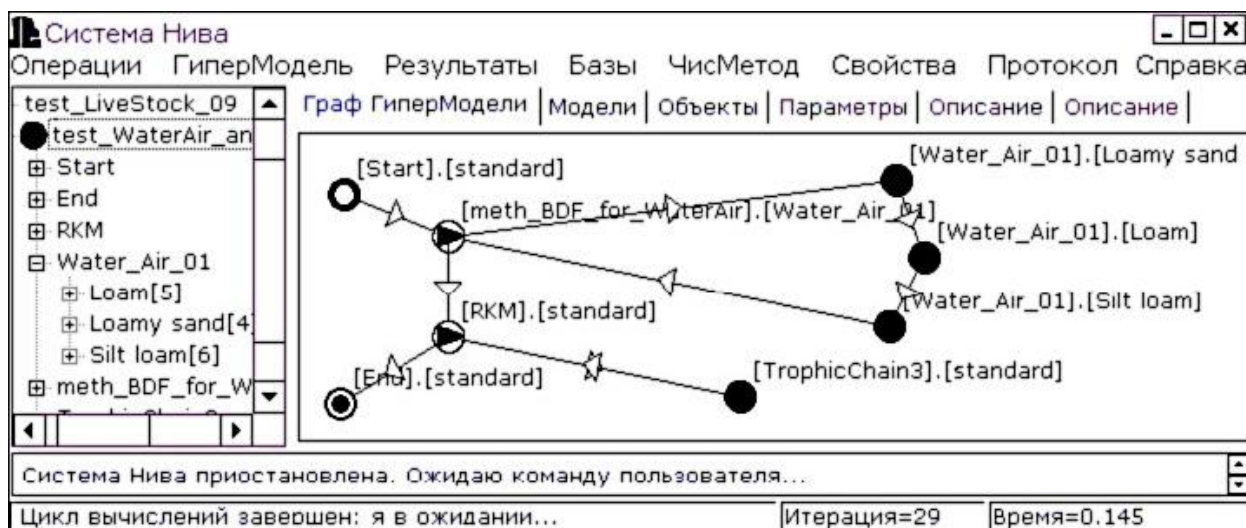 Система Нива
Операции ГиперМодель Результаты Базы ЧисМетод Свойства Протокол Справка
test_LiveStock_09
test_WaterAir_an
Start
End
RKM
Water_Air_01
Loam[5]
Loamy sand[4]
Silt loam[6]
meth_BDF_for_W
Граф ГиперМодели Модели Объекты Параметры Описание Описание
[Start].[standard]
[Water_Air_01].[Loamy sand
[meth_BDF_for_WaterAir].[Water_Air_01]
[Water_Air_01].[Loam]
[Water_Air_01].[Silt loam]
[RKM].[standard]
[End].[standard]
[TrophicChain3].[standard]
Система Нива приостановлена. Ожидаю команду пользователя...
Цикл вычислений завершен: я в ожидании... Итерация=29 Время=0.145